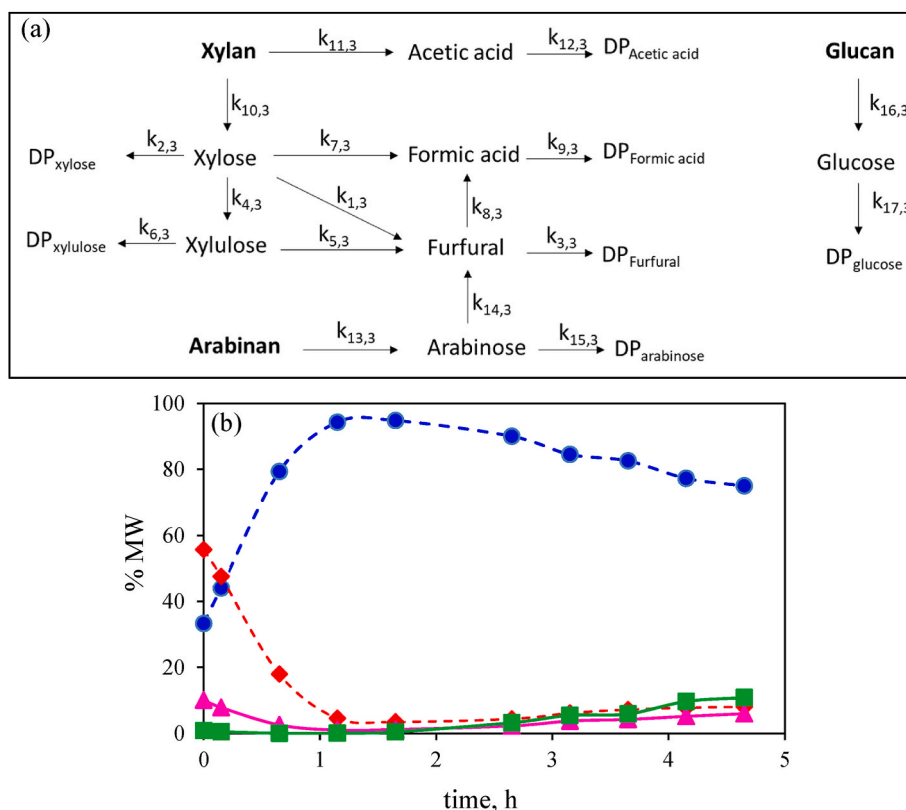 (a)
Xylan k11,3 Acetic acid k12,3 DPAcetic acid Glucan
k10,3 k16,3
DPxylose k2,3 Xylose k7,3 Formic acid k9,3 DPFormic acid Glucose
k4,3 k1,3 k8,3 k17,3
DPxylulose k6,3 Xylulose k5,3 Furfural k3,3 DPFurfural DPglucose
k14,3
Arabinan k13,3 Arabinose k15,3 DParabinose
(b)
100
80
60
40
20
0
% MW
0 1 2 3 4 5
time, h